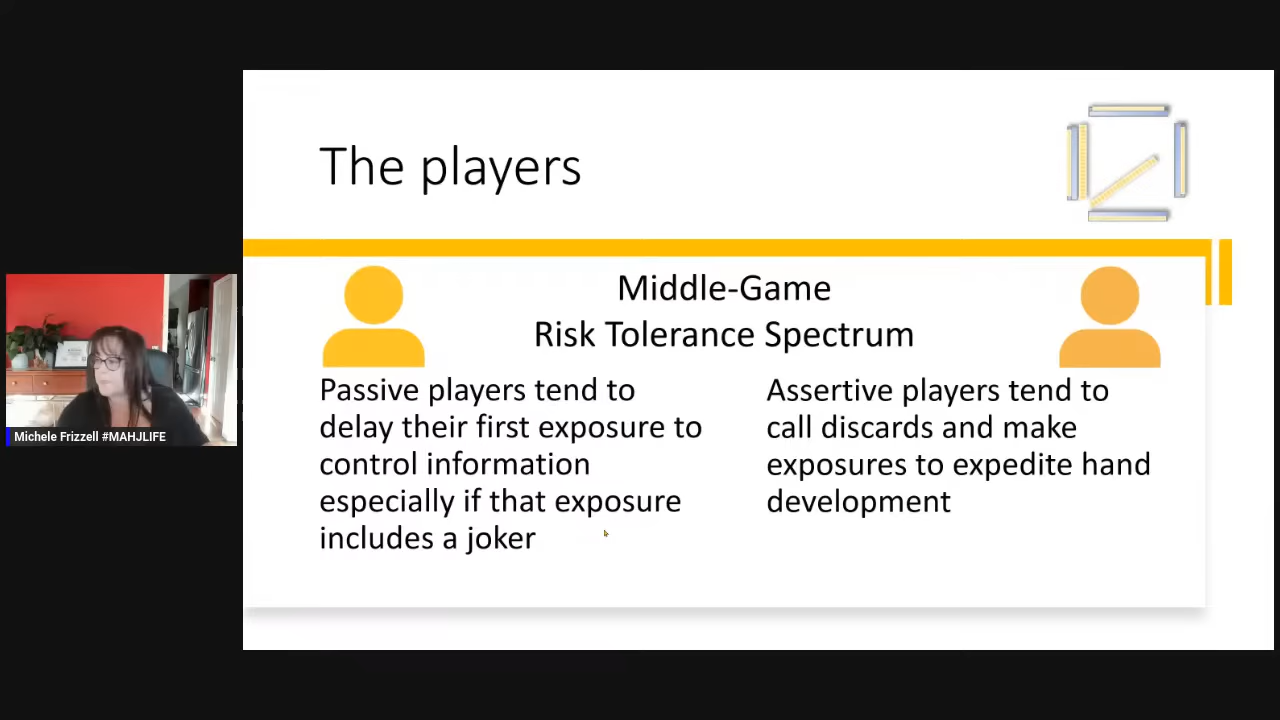 The players
Middle-Game
Risk Tolerance Spectrum
Passive players tend to
delay their first exposure to
control information
especially if that exposure
includes a joker
Assertive players tend to
call discards and make
exposures to expedite hand
development
Michele Frizzell #MAHJLIFE